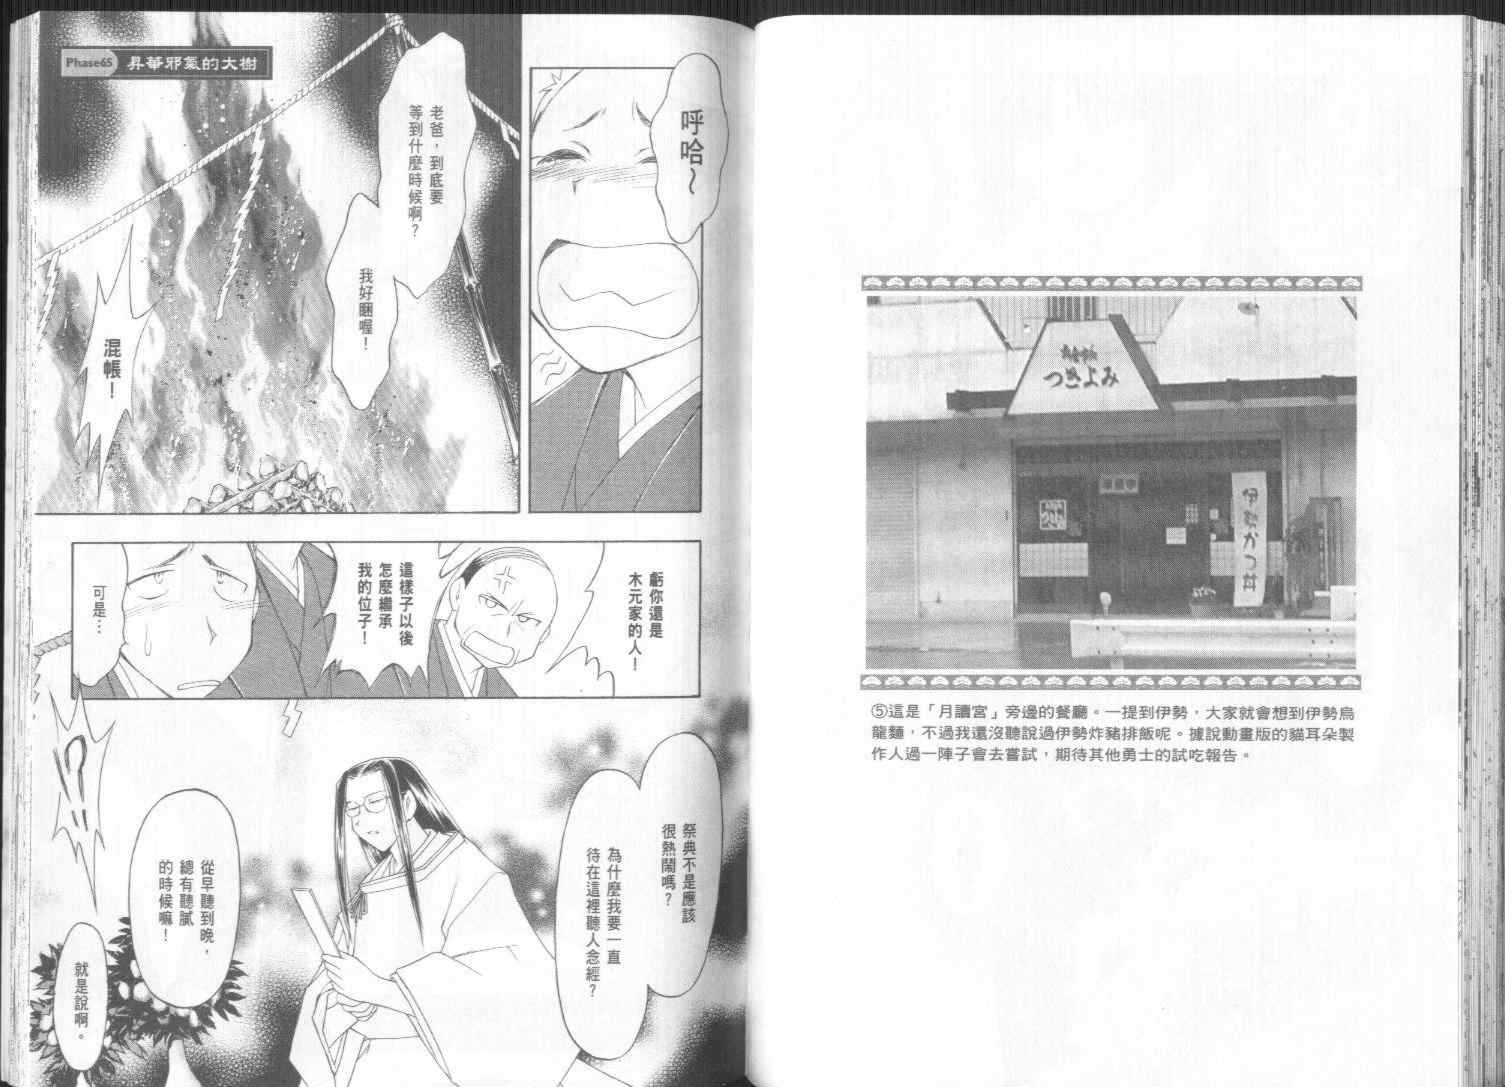 ⑤這是「月讀宮」旁邊的餐廳。一提到伊勢，大家就會想到伊勢烏
龍麵，不過我還沒聽說過伊勢炸豬排飯呢。據說動畫版的貓耳朵製
作人過一陣子會去嘗試，期待其他勇士的試吃報告。
つきよみ
伊勢かつ丼
Phase65 昇華邪氣的大樹
呼哈～
老爸，到底要
等到什麼時候啊？
我好睏喔！
混帳！
虧你還是
木元家的人！
這樣子以後
怎麼繼承
我的位子！
可是…
！？
祭典不是應該
很熱鬧嗎？
為什麼我要一直
待在這裡聽人念經？
從早聽到晚，
總有聽膩
的時候嘛！
就是說啊。